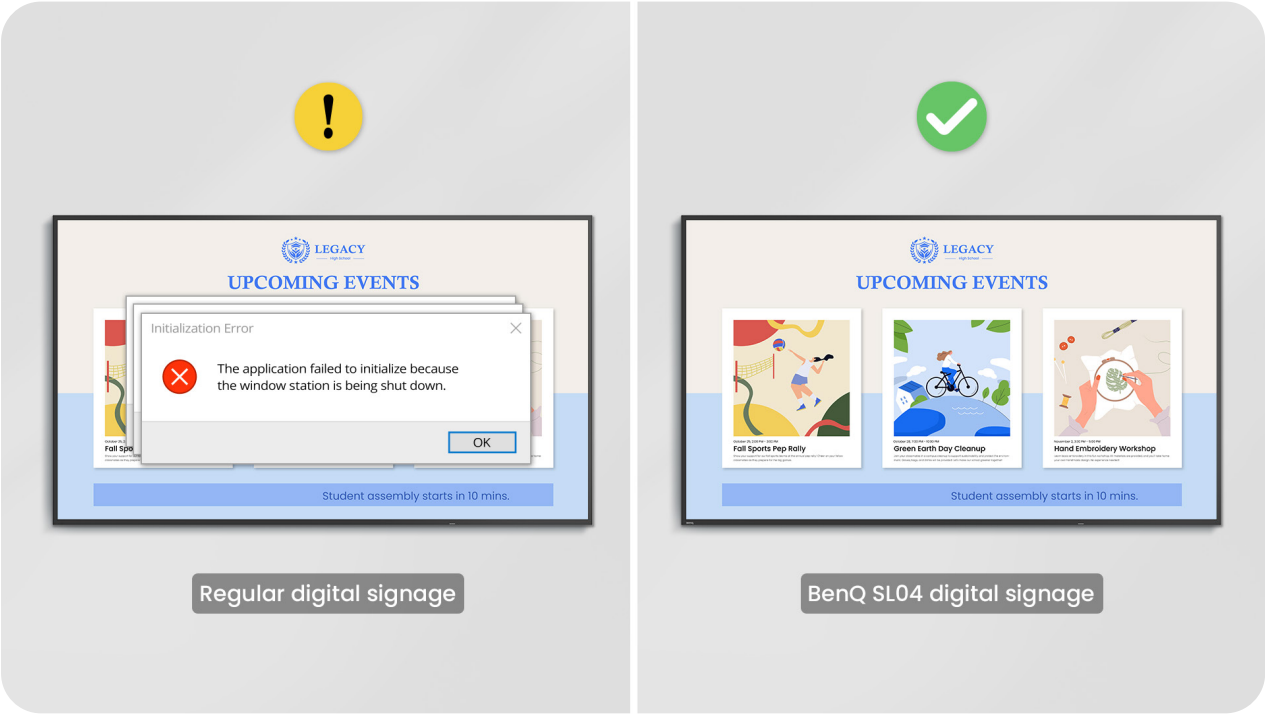 LEGACY
High School
UPCOMING EVENTS
Initialization Error
The application failed to initialize because
the window station is being shut down.
OK
Fall Spo
Student assembly starts in 10 mins.
Regular digital signage
LEGACY
High School
UPCOMING EVENTS
Fall Sports Pep Rally
Green Earth Day Cleanup
Hand Embroidery Workshop
Student assembly starts in 10 mins.
BenQ SL04 digital signage